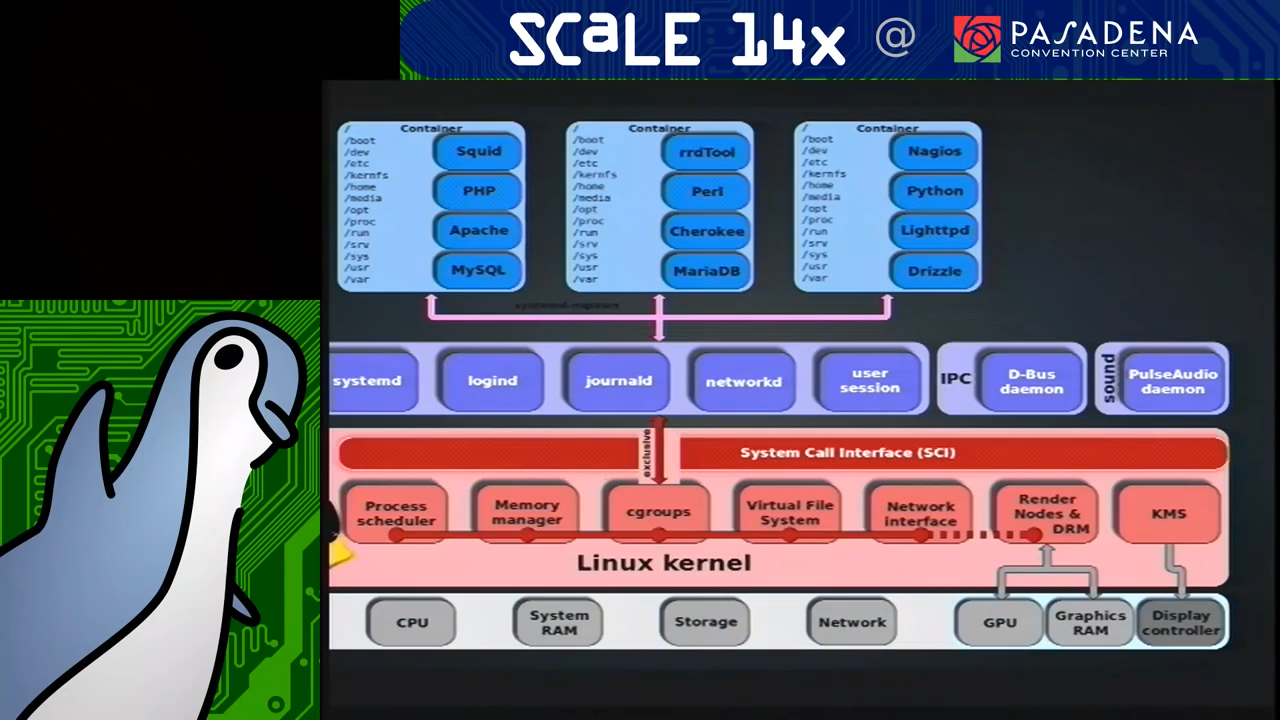 SCaLE 14x @ PASADENA
CONVENTION CENTER
/ Container
/boot
/dev
/etc
/kernfs
/home
/media
/opt
/proc
/run
/srv
/sys
/usr
/var
Squid
PHP
Apache
MySQL
/ Container
/boot
/dev
/etc
/kernfs
/home
/media
/opt
/proc
/run
/srv
/sys
/usr
/var
rrdTool
Perl
Cherokee
MariaDB
/ Container
/boot
/dev
/etc
/kernfs
/home
/media
/opt
/proc
/run
/srv
/sys
/usr
/var
Nagios
Python
Lighttpd
Drizzle
systemd
logind
journald
networkd
user
session
IPC
D-Bus
daemon
sound
PulseAudio
daemon
exclusive
System Call Interface (SCI)
Process
scheduler
Memory
manager
cgroups
Virtual File
System
Network
interface
Render
Nodes &
DRM
KMS
Linux kernel
CPU
System
RAM
Storage
Network
GPU
Graphics
RAM
Display
controller